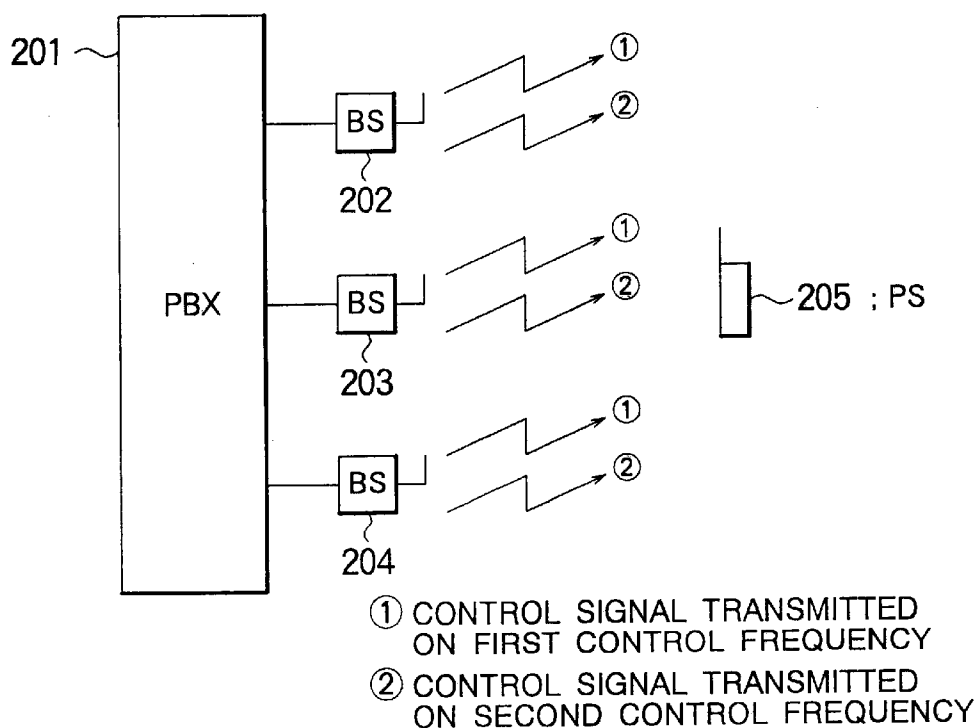 201
BS
①
②
202
PBX
BS
①
②
203
205 ; PS
BS
①
②
204
① CONTROL SIGNAL TRANSMITTED
ON FIRST CONTROL FREQUENCY
② CONTROL SIGNAL TRANSMITTED
ON SECOND CONTROL FREQUENCY